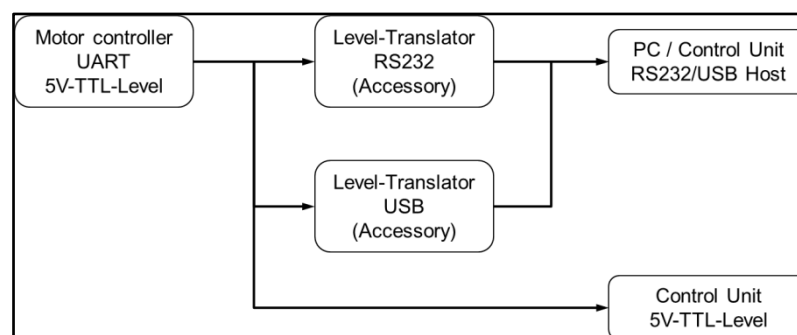 Motor controller
UART
5V-TTL-Level
Level-Translator
RS232
(Accessory)
PC / Control Unit
RS232/USB Host
Level-Translator
USB
(Accessory)
Control Unit
5V-TTL-Level